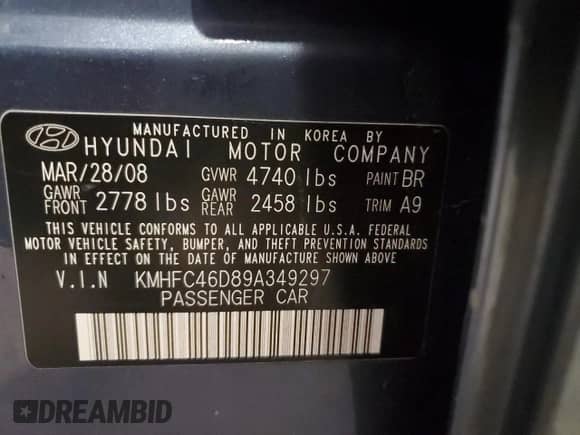 MANUFACTURED IN KOREA BY
HYUNDAI MOTOR COMPANY
MAR/28/08 GVWR 4740 lbs PAINT BR
GAWR FRONT 2778 lbs GAWR REAR 2458 lbs TRIM A9
THIS VEHICLE CONFORMS TO ALL APPLICABLE U.S.A. FEDERAL
MOTOR VEHICLE SAFETY, BUMPER, AND THEFT PREVENTION STANDARDS
IN EFFECT ON THE DATE OF MANUFACTURE SHOWN ABOVE
V.I.N KMHFC46D89A349297
PASSENGER CAR
DREAMBID